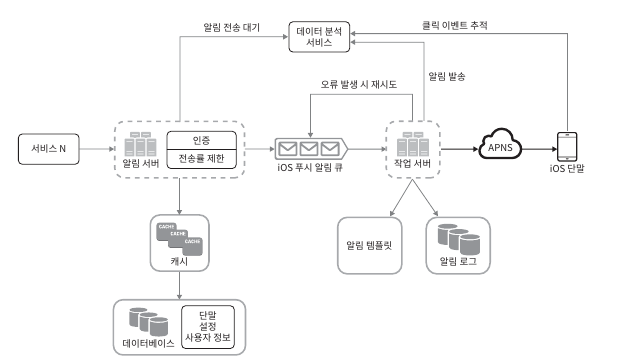 알림 전송 대기
데이터 분석
서비스
클릭 이벤트 추적
알림 발송
오류 발생 시 재시도
서비스 N
알림 서버
인증
전송률 제한
iOS 푸시 알림 큐
작업 서버
APNS
iOS 단말
CACHE
CACHE
CACHE
캐시
알림 템플릿
알림 로그
데이터베이스
단말
설정
사용자 정보